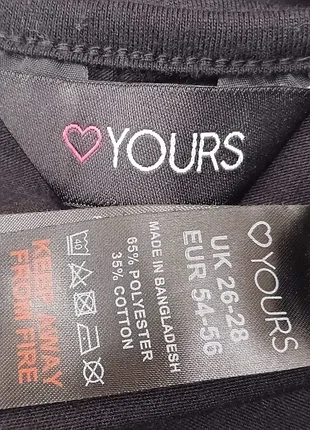 ♡YOURS
♡ YOURS
UK 26-28
EUR 54-56
MADE IN BANGLADESH
65% POLYESTER
35% COTTON
40
KEEP AWAY
FROM FIRE